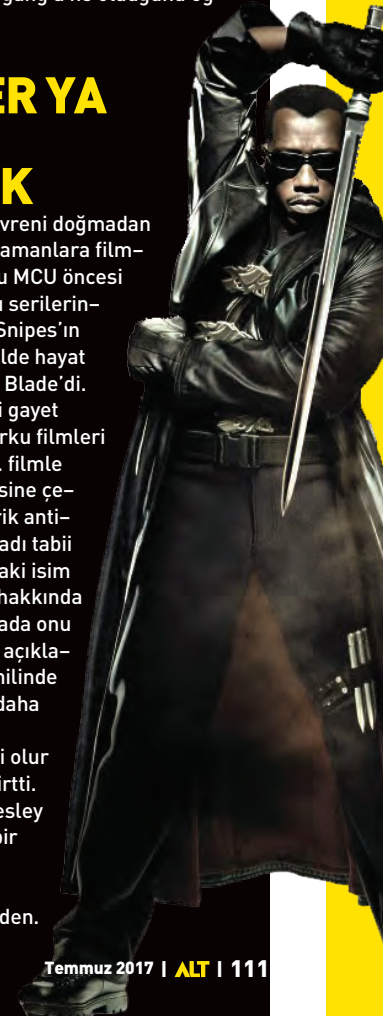 ER YA
K
vreni doğmadan
amanlara film–
u MCU öncesi
ı serilerin–
Snipes’ın
ilde hayat
Blade’di.
i gayet
rku filmleri
. filmle
sine çe–
rik anti–
adı tabii
aki isim
hakkında
ada onu
açıkla–
nilinde
daha
i olur
irtti.
esley
bir
den.
Temmuz 2017 | ALT | 111